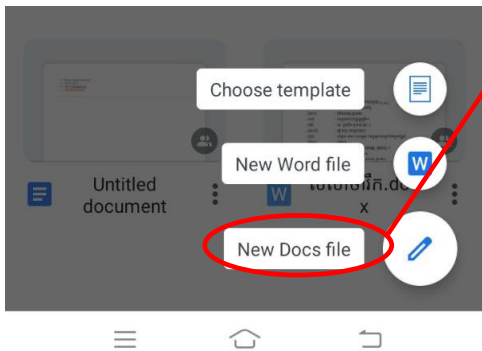 Choose template
New Word file
W
Untitled
document
W
x
New Docs file